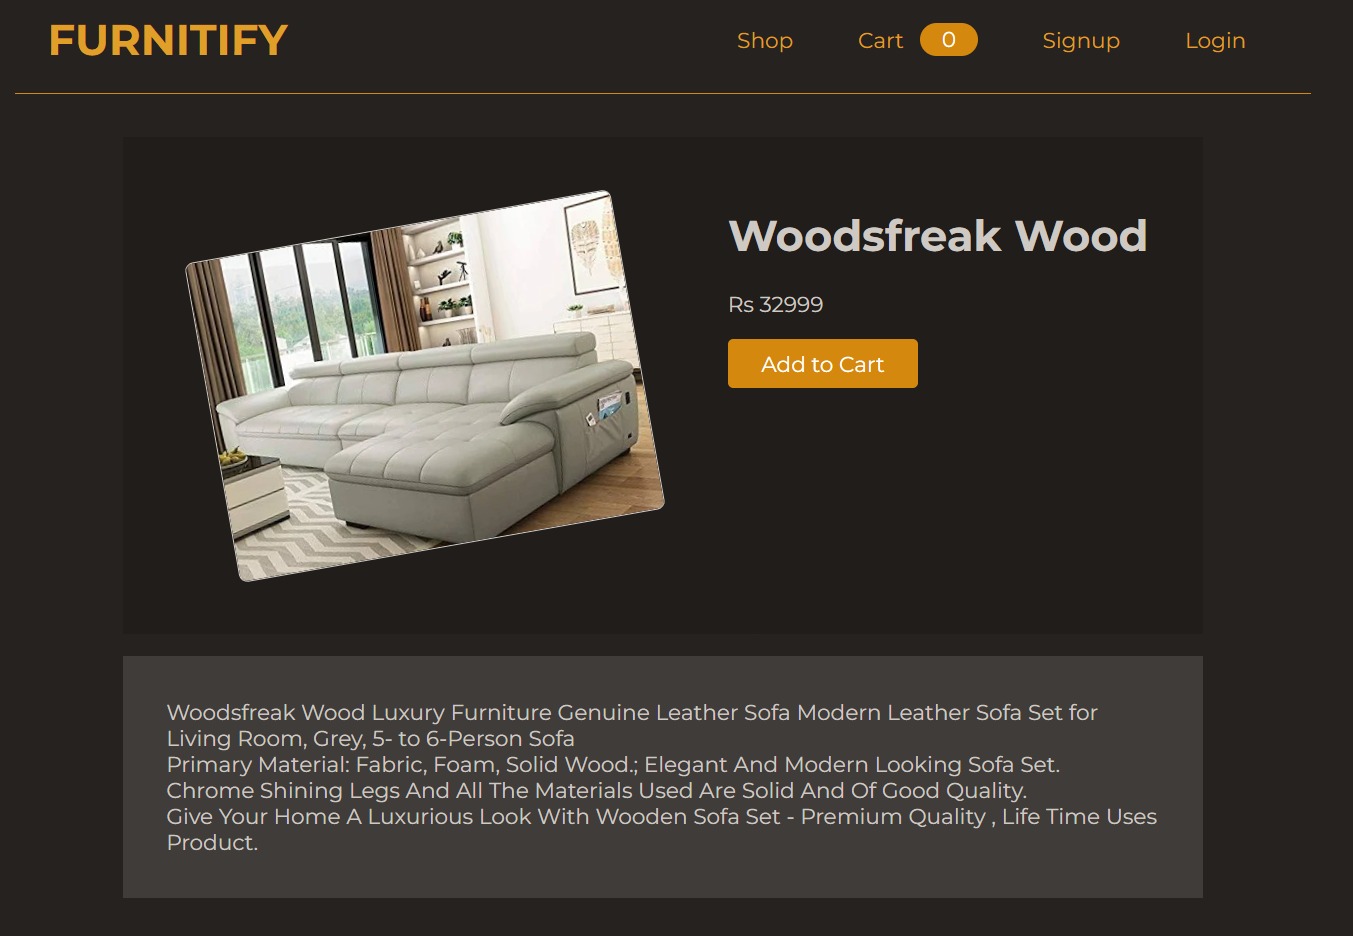 FURNITIFY
Shop
Cart 0
Signup
Login
Woodsfreak Wood
Rs 32999
Add to Cart
Woodsfreak Wood Luxury Furniture Genuine Leather Sofa Modern Leather Sofa Set for
Living Room, Grey, 5- to 6-Person Sofa
Primary Material: Fabric, Foam, Solid Wood.; Elegant And Modern Looking Sofa Set.
Chrome Shining Legs And All The Materials Used Are Solid And Of Good Quality.
Give Your Home A Luxurious Look With Wooden Sofa Set - Premium Quality , Life Time Uses
Product.